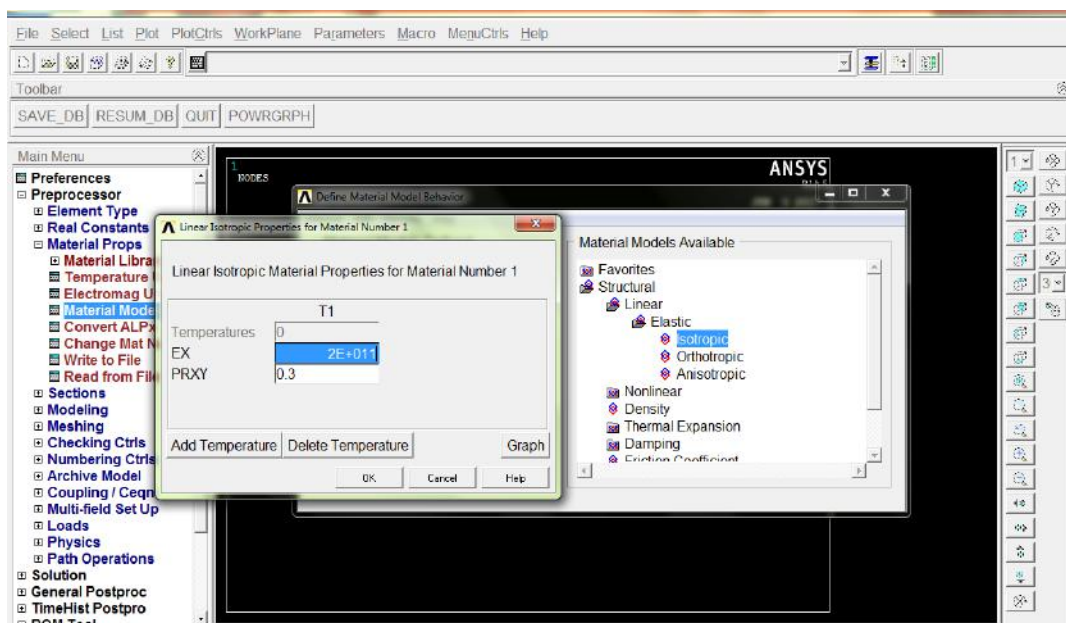 File Select List Plot PlotCtrls WorkPlane Parameters Macro MenuCtrls Help
Toolbar
SAVE_DB RESUM_DB QUIT POWRGRPH
Main Menu
Preferences
Preprocessor
Element Type
Real Constants
Material Props
Material Librar
Temperature
Electromag U
Material Mode
Convert ALPx
Change Mat N
Write to File
Read from File
Sections
Modeling
Meshing
Checking Ctrls
Numbering Ctrls
Archive Model
Coupling / Ceqn
Multi-field Set Up
Loads
Physics
Path Operations
Solution
General Postproc
TimeHist Postpro
1
NODES
ANSYS
Define Material Model Behavior
Linear Isotropic Properties for Material Number 1
Linear Isotropic Material Properties for Material Number 1
T1
Temperatures 0
EX 2E+011
PRXY 0.3
Add Temperature Delete Temperature Graph
OK Cancel Help
Material Models Available
Favorites
Structural
Linear
Elastic
Isotropic
Orthotropic
Anisotropic
Nonlinear
Density
Thermal Expansion
Damping
Friction Coefficient
1
3